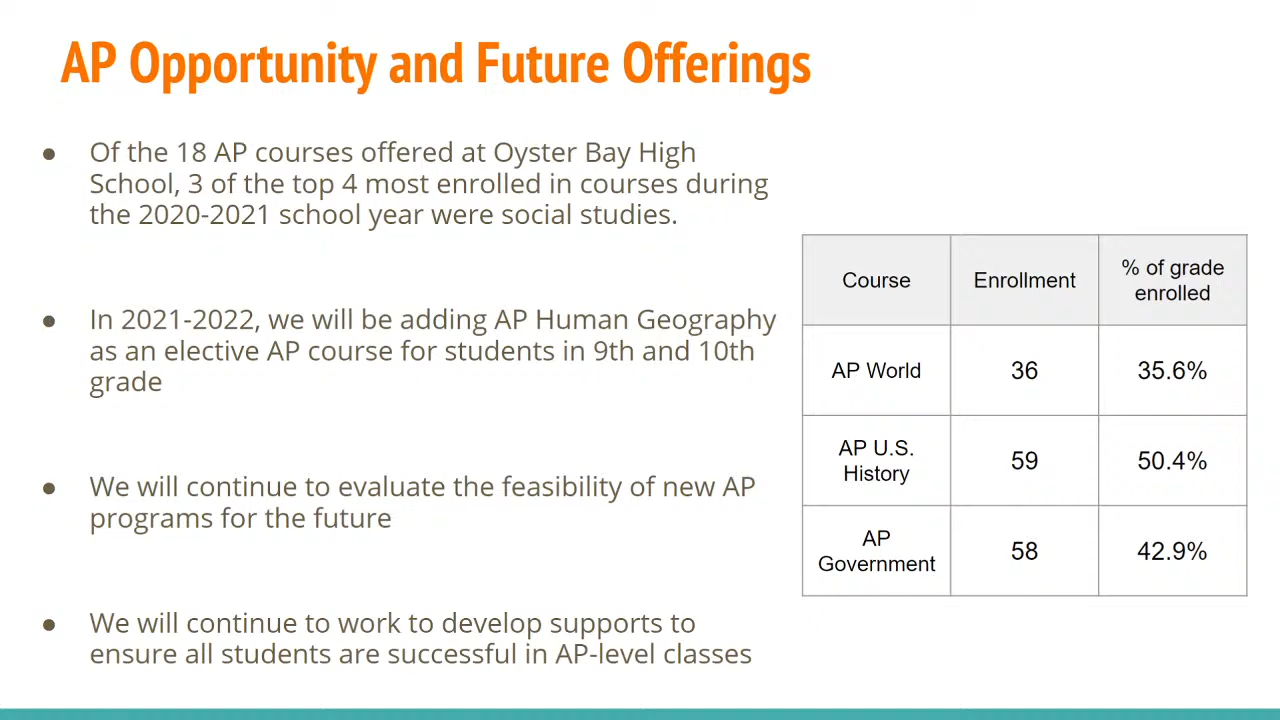 AP Opportunity and Future Offerings
● Of the 18 AP courses offered at Oyster Bay High
School, 3 of the top 4 most enrolled in courses during
the 2020-2021 school year were social studies.
● In 2021-2022, we will be adding AP Human Geography
as an elective AP course for students in 9th and 10th
grade
● We will continue to evaluate the feasibility of new AP
programs for the future
● We will continue to work to develop supports to
ensure all students are successful in AP-level classes
Course Enrollment % of grade
enrolled
AP World 36 35.6%
AP U.S.
History 59 50.4%
AP
Government 58 42.9%